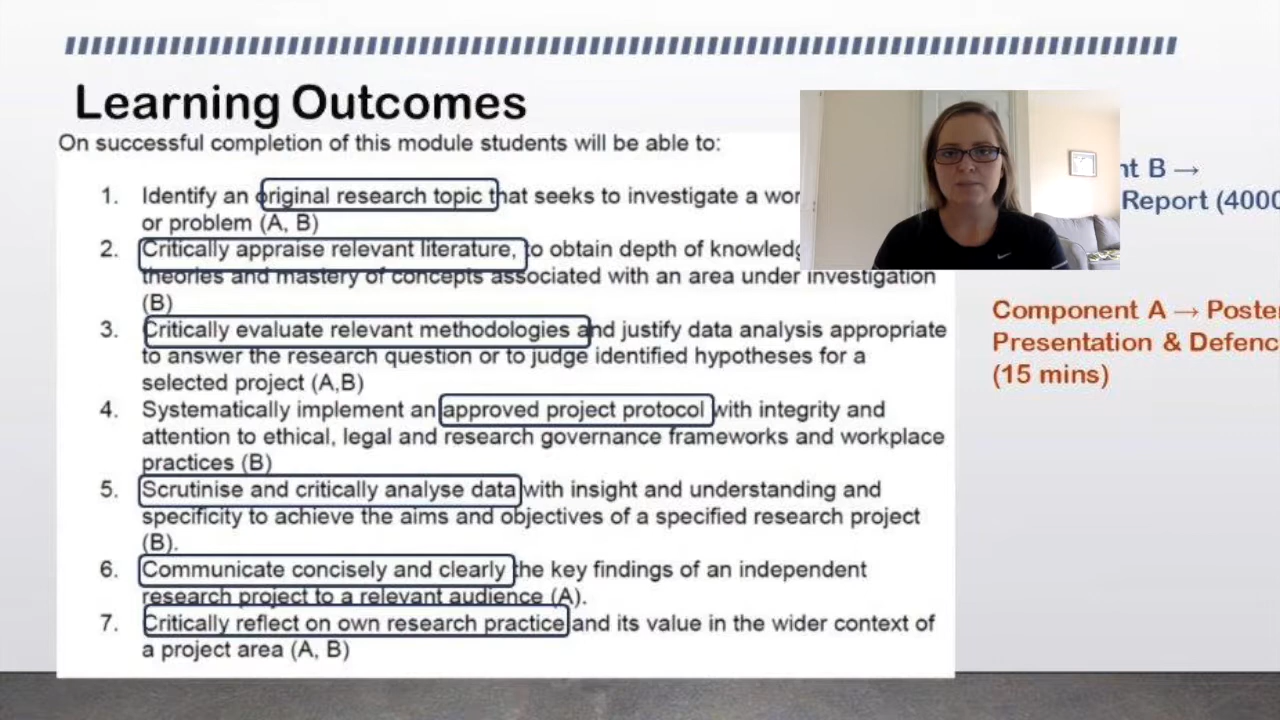 Learning Outcomes
On successful completion of this module students will be able to:
1. Identify an original research topic that seeks to investigate a
or problem (A, B)
2. Critically appraise relevant literature, to obtain depth of
theories and mastery of concepts associated with an area under investigation
(B)
3. Critically evaluate relevant methodologies and justify data analysis appropriate
to answer the research question or to judge identified hypotheses for a
selected project (A,B)
4. Systematically implement an approved project protocol with integrity and
attention to ethical, legal and research governance frameworks and workplace
practices (B)
5. Scrutinise and critically analyse data with insight and understanding and
specificity to achieve the aims and objectives of a specified research project
(B).
6. Communicate concisely and clearly the key findings of an independent
research project to a relevant audience (A).
7. Critically reflect on own research practice and its value in the wider context of
a project area (A, B)
B →
Report (4000
Component A → Poster
Presentation & Defenc
(15 mins)